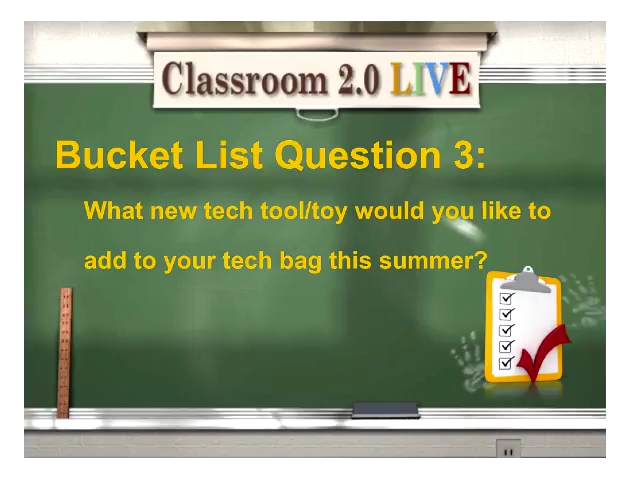 Classroom 2.0 LIVE
Bucket List Question 3:
What new tech tool/toy would you like to
add to your tech bag this summer?